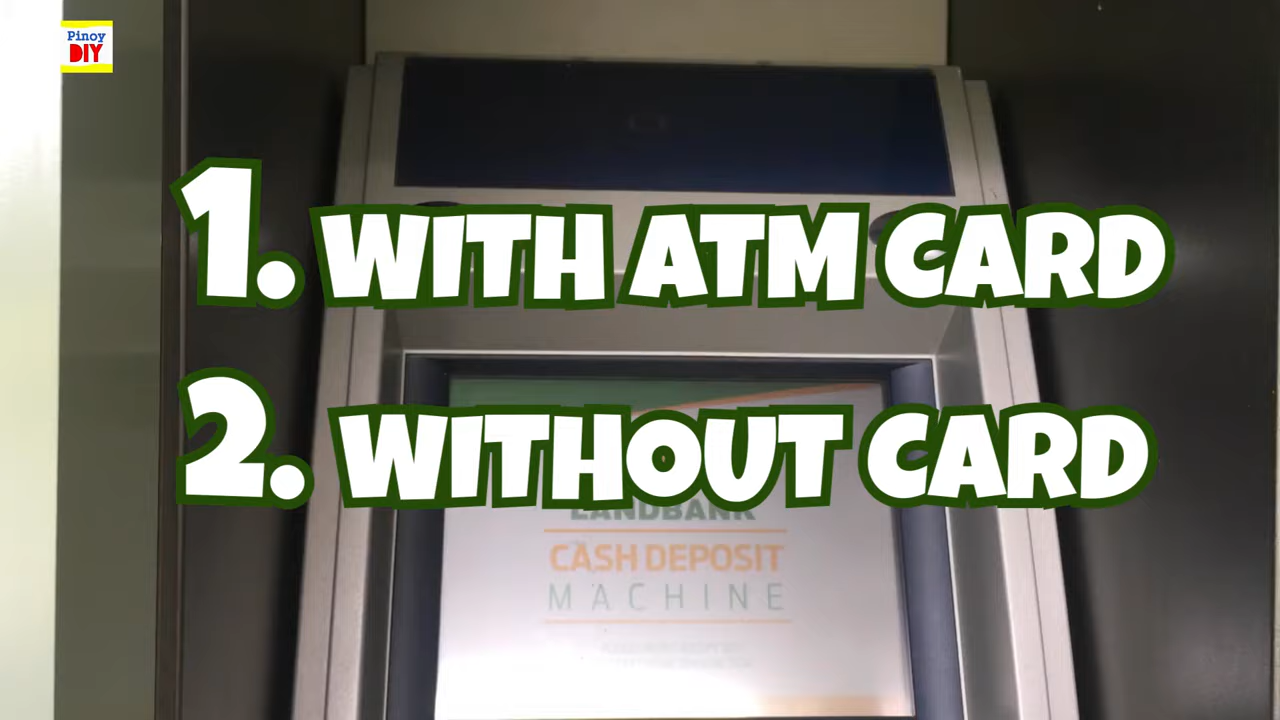 Pinoy
DIY
1. WITH ATM CARD
2. WITHOUT CARD
LANDBANK
CASH DEPOSIT
MACHINE